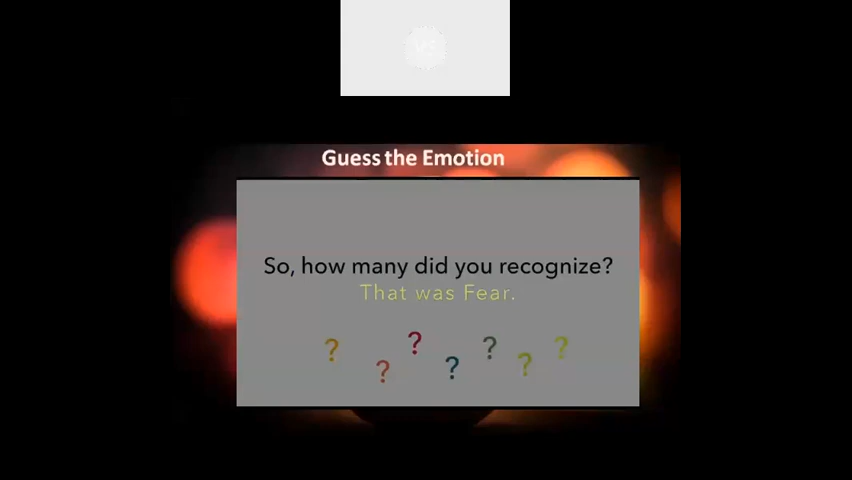 Guess the Emotion
So, how many did you recognize?
That was Fear.
? ? ? ? ? ? ?